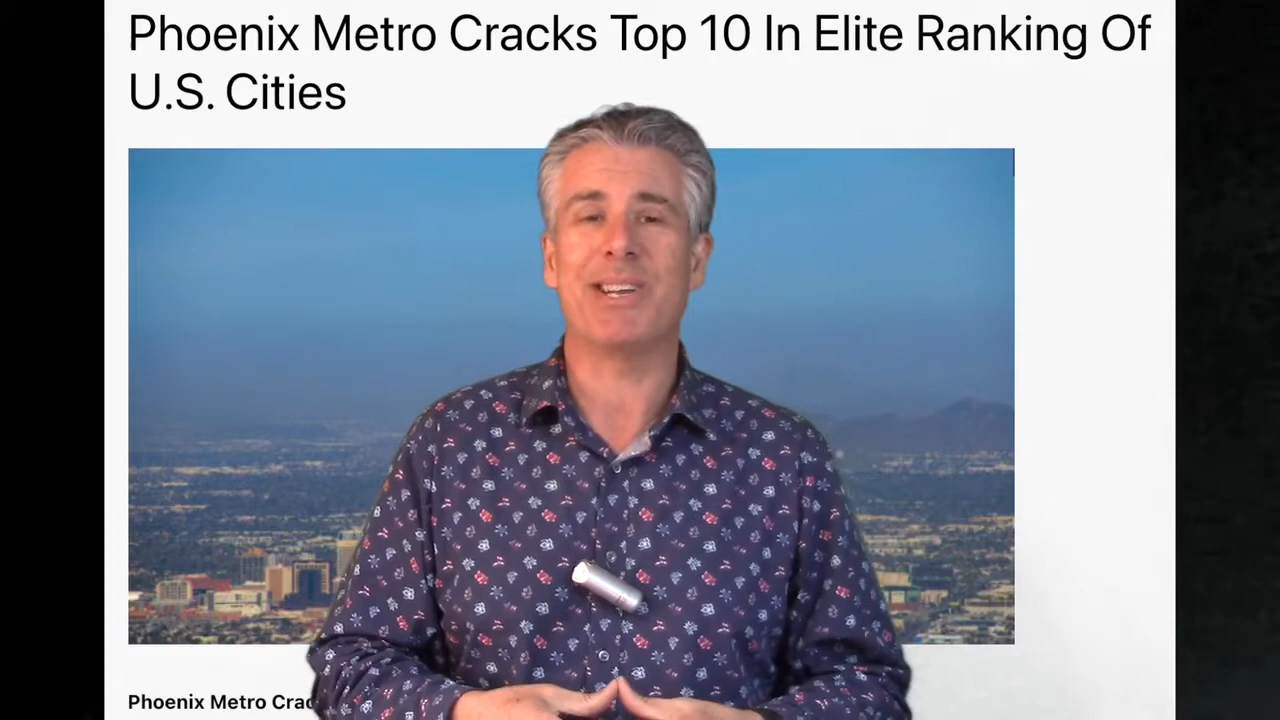 Phoenix Metro Cracks Top 10 In Elite Ranking Of
U.S. Cities
Phoenix Metro